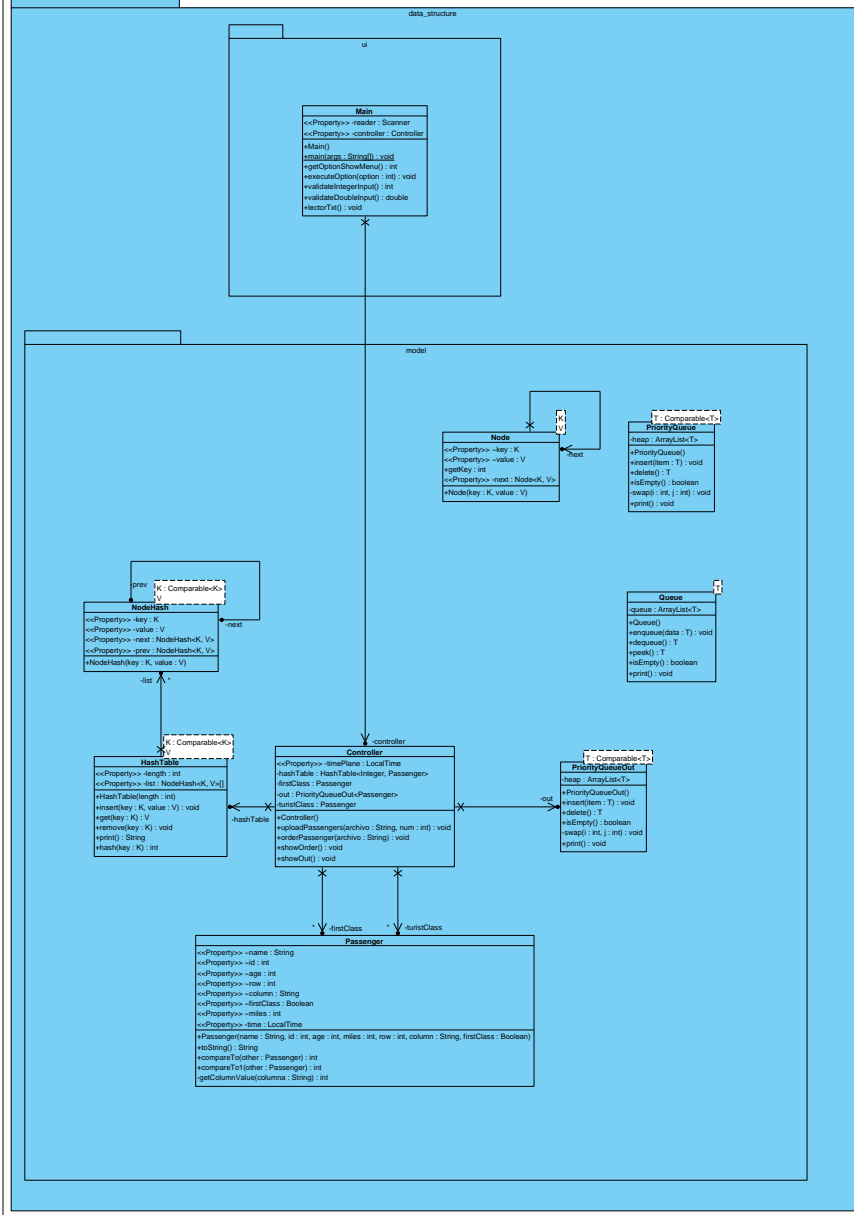 data_structure
ui
Main
<<Property>> -reader : Scanner
<<Property>> -controller : Controller
+Main()
+main(args : String[]) : void
+getOptionShowMenu() : int
+executeOption(option : int) : void
+validateIntegerInput() : int
+validateDoubleInput() : double
+lectorTxt() : void
model
K
V
Node
<<Property>> ~key : K
<<Property>> ~value : V
+getKey : int
<<Property>> -next : Node<K, V>
+Node(key : K, value : V)
-next
T : Comparable<T>
PriorityQueue
-heap : ArrayList<T>
+PriorityQueue()
+insert(item : T) : void
+delete() : T
+isEmpty() : boolean
-swap(i : int, j : int) : void
+print() : void
-prev
K : Comparable<K>
V
NodeHash
<<Property>> -key : K
<<Property>> -value : V
<<Property>> -next : NodeHash<K, V>
<<Property>> -prev : NodeHash<K, V>
+NodeHash(key : K, value : V)
-next
T
Queue
-queue : ArrayList<T>
+Queue()
+enqueue(data : T) : void
+dequeue() : T
+peek() : T
+isEmpty() : boolean
+print() : void
-list *
K : Comparable<K>
V
HashTable
<<Property>> -length : int
<<Property>> -list : NodeHash<K, V>[]
+HashTable(length : int)
+insert(key : K, value : V) : void
+get(key : K) : V
+remove(key : K) : void
+print() : String
+hash(key : K) : int
-controller
Controller
<<Property>> -timePlane : LocalTime
-hashTable : HashTable<Integer, Passenger>
-firstClass : Passenger
-out : PriorityQueueOut<Passenger>
-turistClass : Passenger
+Controller()
+uploadPassengers(archivo : String, num : int) : void
+orderPassenger(archivo : String) : void
+showOrder() : void
+showOut() : void
-hashTable
-out
T : Comparable<T>
PriorityQueueOut
-heap : ArrayList<T>
+PriorityQueueOut()
+insert(item : T) : void
+delete() : T
+isEmpty() : boolean
-swap(i : int, j : int) : void
+print() : void
* -firstClass
* -turistClass
Passenger
<<Property>> ~name : String
<<Property>> ~id : int
<<Property>> ~age : int
<<Property>> ~row : int
<<Property>> ~column : String
<<Property>> ~firstClass : Boolean
<<Property>> ~miles : int
<<Property>> -time : LocalTime
+Passenger(name : String, id : int, age : int, miles : int, row : int, column : String, firstClass : Boolean)
+toString() : String
+compareTo(other : Passenger) : int
+compareTo1(other : Passenger) : int
-getColumnValue(columna : String) : int